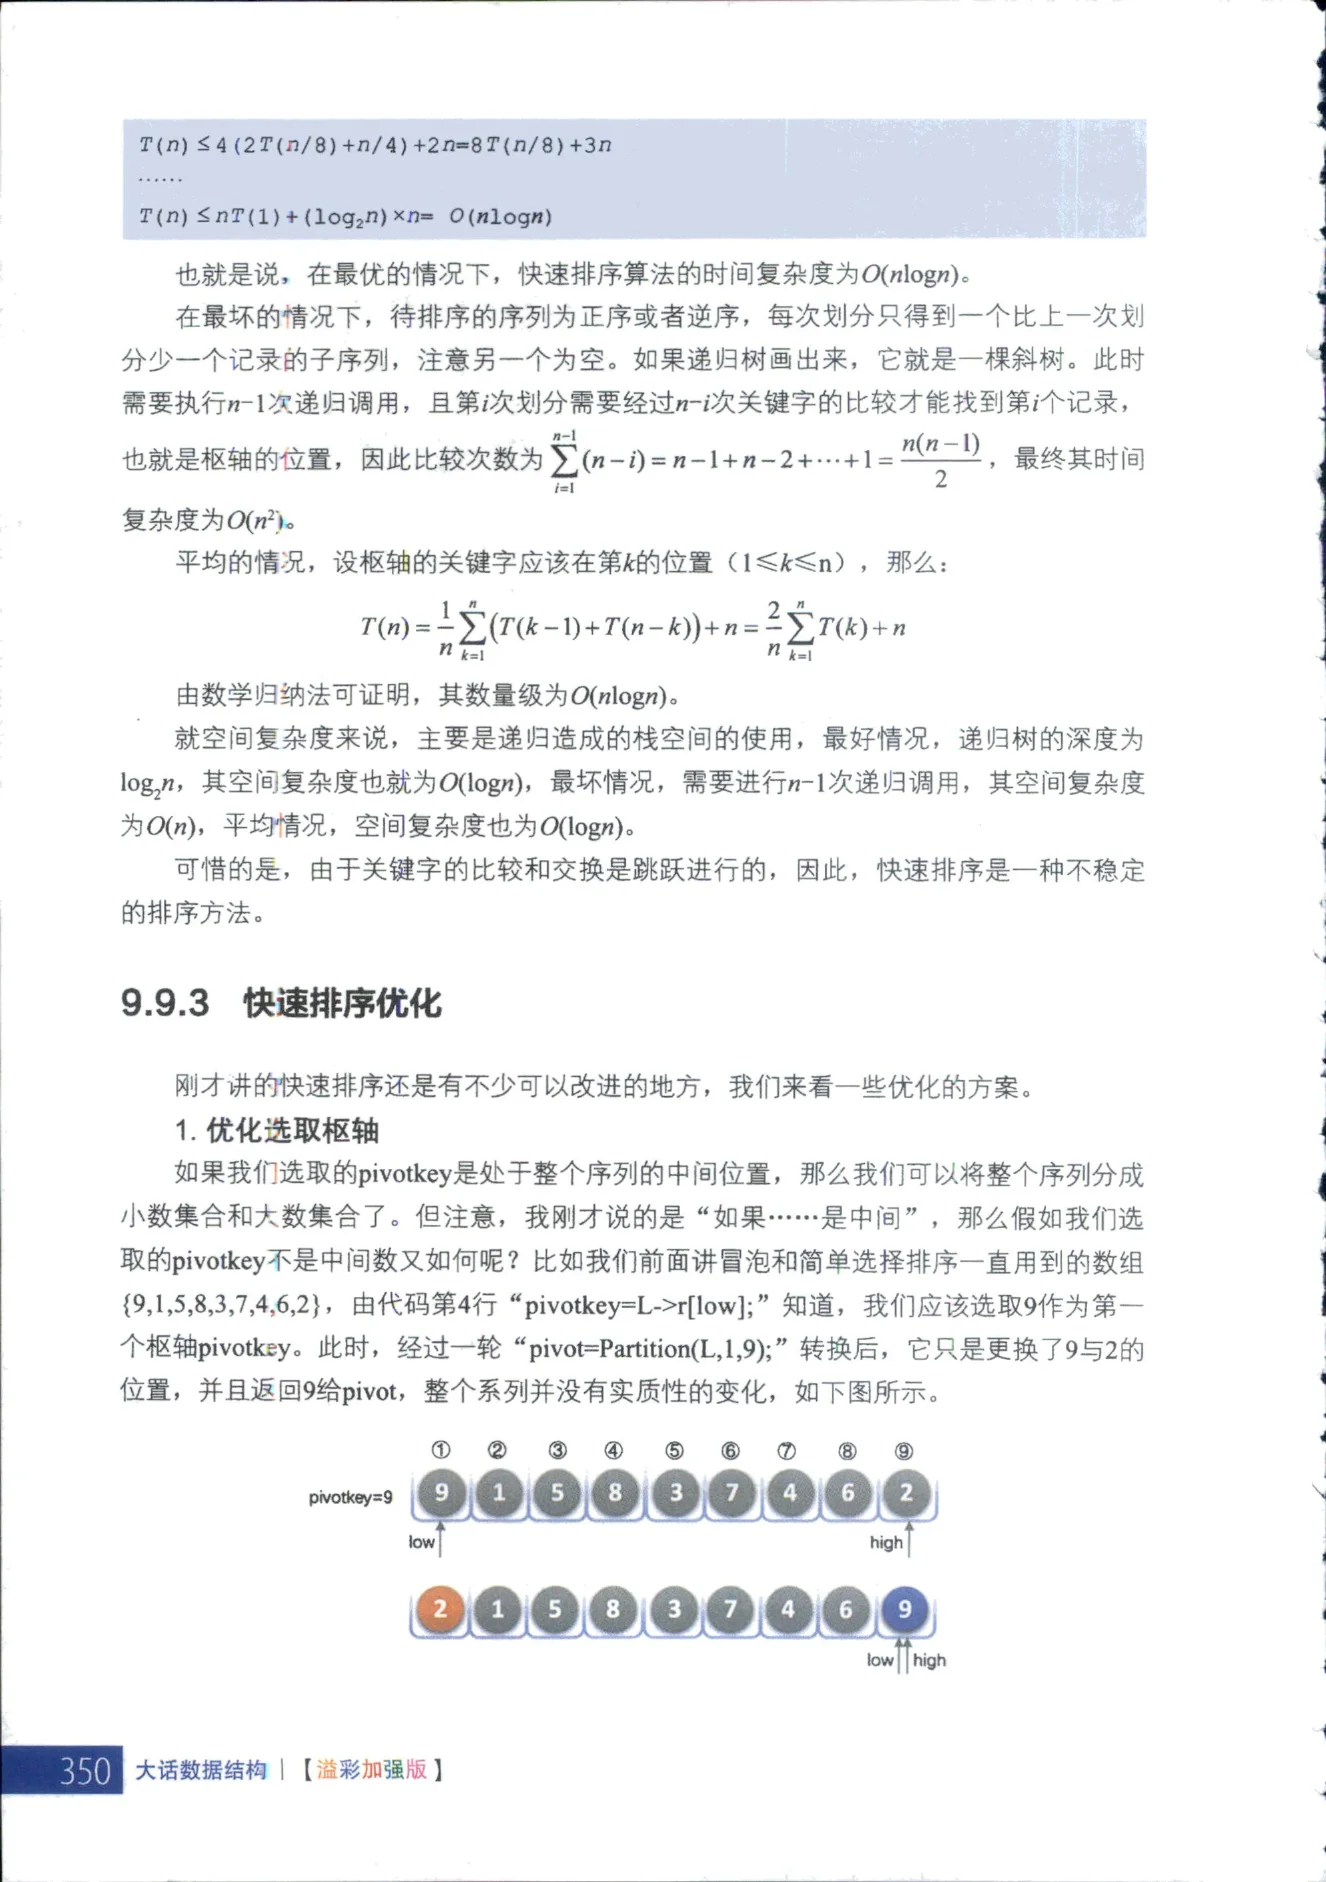 T(n)≤4(2T(n/8)+n/4)+2n=8T(n/8)+3n
……
T(n)≤nT(1)+(log₂n)×n= O(nlogn)
也就是说，在最优的情况下，快速排序算法的时间复杂度为O(nlogn)。
在最坏的情况下，待排序的序列为正序或者逆序，每次划分只得到一个比上一次划
分少一个记录的子序列，注意另一个为空。如果递归树画出来，它就是一棵斜树。此时
需要执行n-1次递归调用，且第i次划分需要经过n-i次关键字的比较才能找到第i个记录，
也就是枢轴的位置，因此比较次数为 ∑_{i=1}^{n-1}(n-i)=n-1+n-2+⋯+1=n(n-1)/2，最终其时间
复杂度为O(n²)。
平均的情况，设枢轴的关键字应该在第k的位置（1≤k≤n），那么：
T(n)=1/n ∑_{k=1}^{n}(T(k-1)+T(n-k))+n=2/n ∑_{k=1}^{n}T(k)+n
由数学归纳法可证明，其数量级为O(nlogn)。
就空间复杂度来说，主要是递归造成的栈空间的使用，最好情况，递归树的深度为
log₂n，其空间复杂度也就为O(logn)，最坏情况，需要进行n-1次递归调用，其空间复杂度
为O(n)，平均情况，空间复杂度也为O(logn)。
可惜的是，由于关键字的比较和交换是跳跃进行的，因此，快速排序是一种不稳定
的排序方法。
9.9.3 快速排序优化
刚才讲的快速排序还是有不少可以改进的地方，我们来看一些优化的方案。
1. 优化选取枢轴
如果我们选取的pivotkey是处于整个序列的中间位置，那么我们可以将整个序列分成
小数集合和大数集合了。但注意，我刚才说的是“如果……是中间”，那么假如我们选
取的pivotkey不是中间数又如何呢？比如我们前面讲冒泡和简单选择排序一直用到的数组
{9,1,5,8,3,7,4,6,2}，由代码第4行“pivotkey=L->r[low];”知道，我们应该选取9作为第一
个枢轴pivotkey。此时，经过一轮“pivot=Partition(L,1,9);”转换后，它只是更换了9与2的
位置，并且返回9给pivot，整个系列并没有实质性的变化，如下图所示。
① ② ③ ④ ⑤ ⑥ ⑦ ⑧ ⑨
pivotkey=9 9 1 5 8 3 7 4 6 2
low high
2 1 5 8 3 7 4 6 9
low high
350 大话数据结构 | 【溢彩加强版】